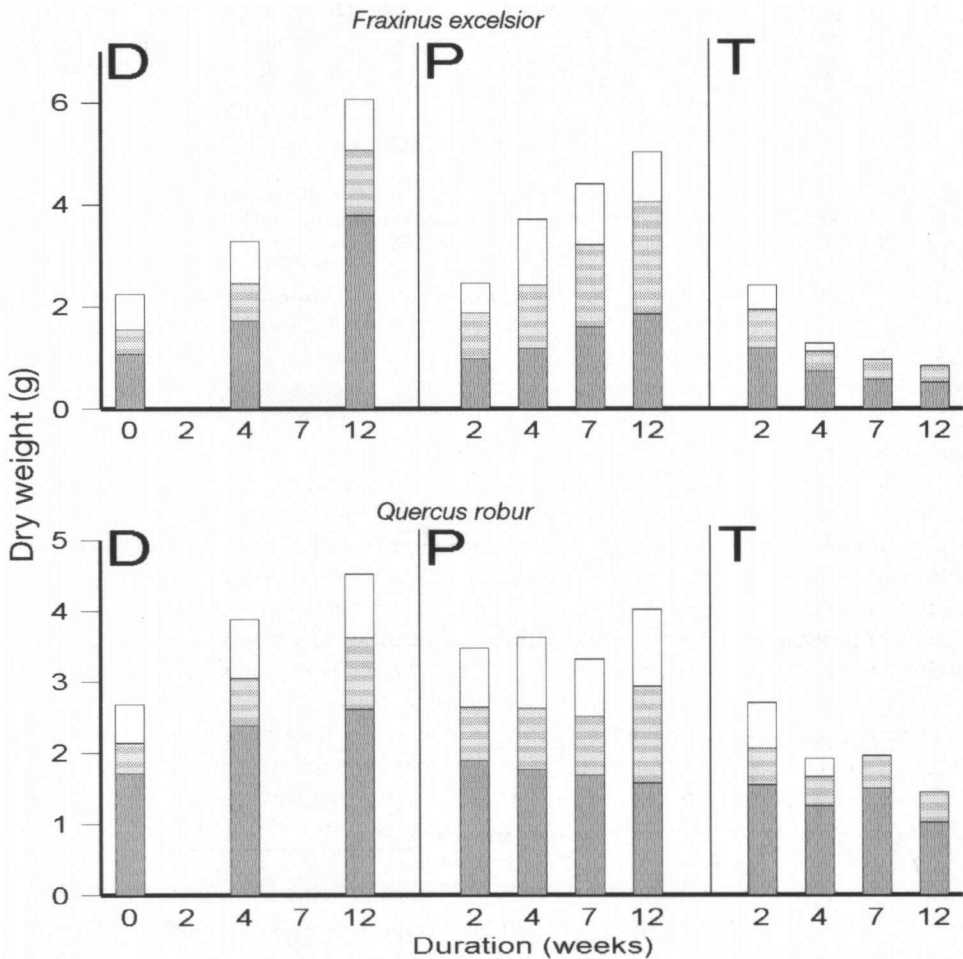 Fraxinus excelsior
D P T
6
4
2
0
0 2 4 7 12 2 4 7 12 2 4 7 12
Dry weight (g)
Quercus robur
D P T
5
4
3
2
1
0
0 2 4 7 12 2 4 7 12 2 4 7 12
Duration (weeks)